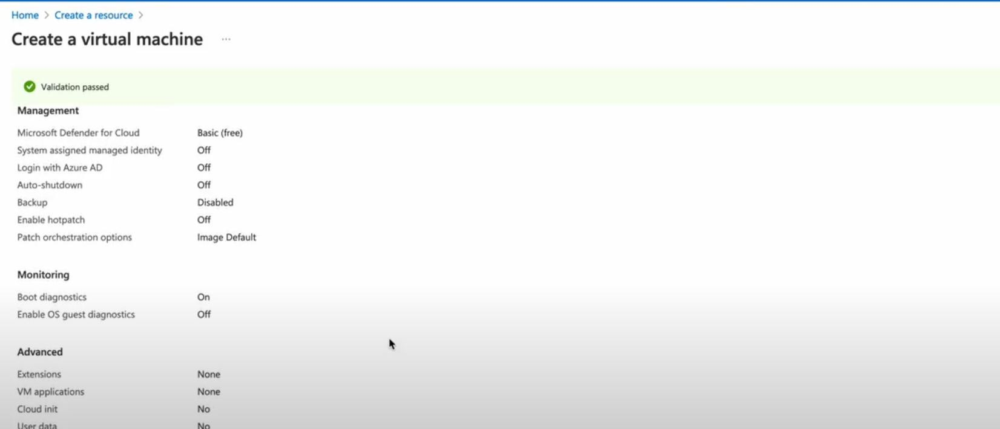 Home > Create a resource >
Create a virtual machine ...
Validation passed
Management
Microsoft Defender for Cloud Basic (free)
System assigned managed identity Off
Login with Azure AD Off
Auto-shutdown Off
Backup Disabled
Enable hotpatch Off
Patch orchestration options Image Default
Monitoring
Boot diagnostics On
Enable OS guest diagnostics Off
Advanced
Extensions None
VM applications None
Cloud init No
User data No